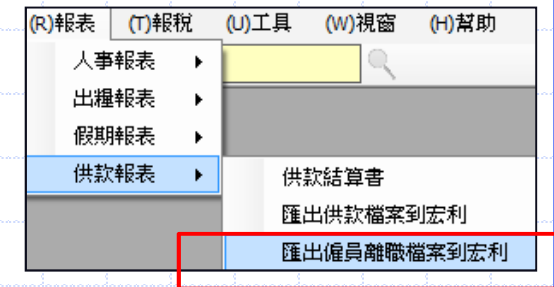 (R)報表 (T)報税 (U)工具 (W)視窗 (H)幫助
人事報表
出糧報表
假期報表
供款報表
供款結算書
匯出供款檔案到宏利
匯出僱員離職檔案到宏利